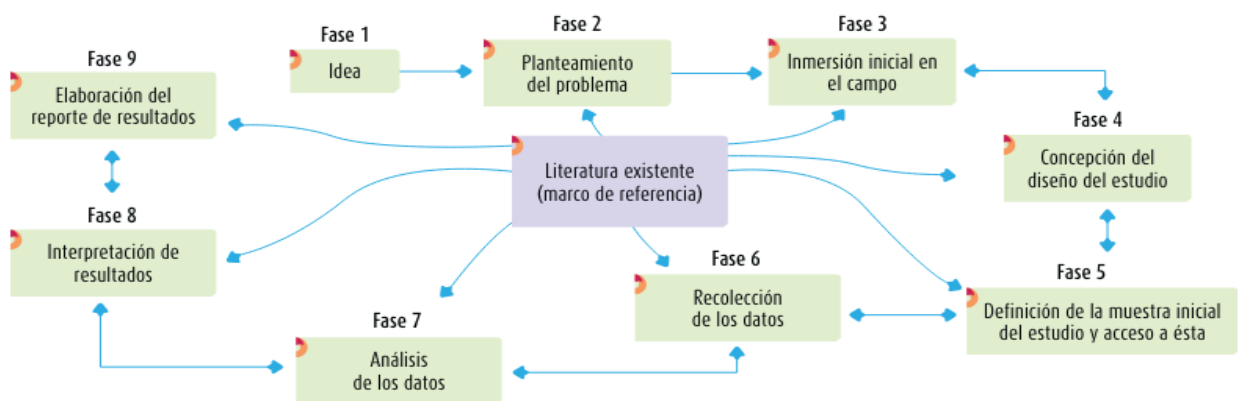 Fase 1
Idea
Fase 2
Planteamiento
del problema
Fase 3
Inmersión inicial en
el campo
Fase 4
Concepción del
diseño del estudio
Fase 5
Definición de la muestra inicial
del estudio y acceso a ésta
Fase 6
Recolección
de los datos
Fase 7
Análisis
de los datos
Fase 8
Interpretación de
resultados
Fase 9
Elaboración del
reporte de resultados
Literatura existente
(marco de referencia)